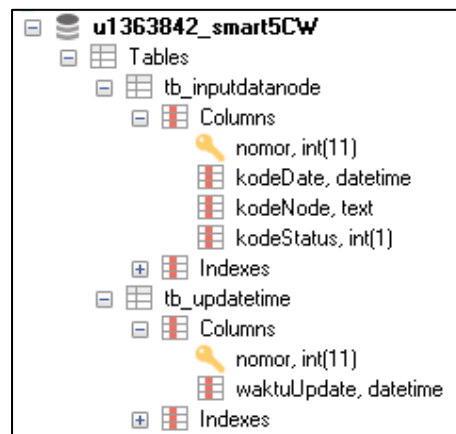 u1363842_smart5CW
Tables
tb_inputdatanode
Columns
nomor, int(11)
kodeDate, datetime
kodeNode, text
kodeStatus, int(1)
Indexes
tb_updatetime
Columns
nomor, int(11)
waktuUpdate, datetime
Indexes